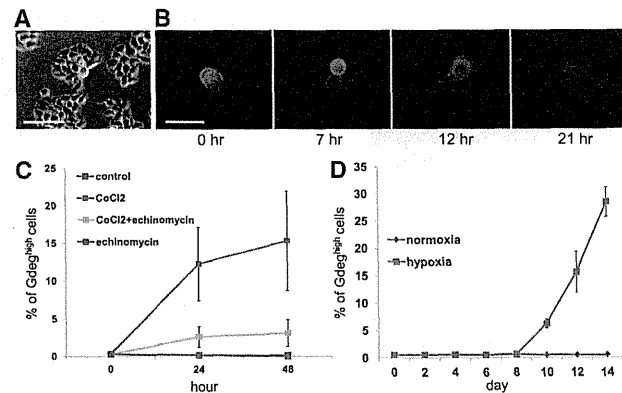 A
B
0 hr
7 hr
12 hr
21 hr
C
% of Gdeg^high cells
25
20
15
10
5
0
control
CoCl2
CoCl2+echinomycin
echinomycin
0
24
48
hour
D
% of Gdeg^high cells
35
30
25
20
15
10
5
0
normoxia
hypoxia
0
2
4
6
8
10
12
14
day